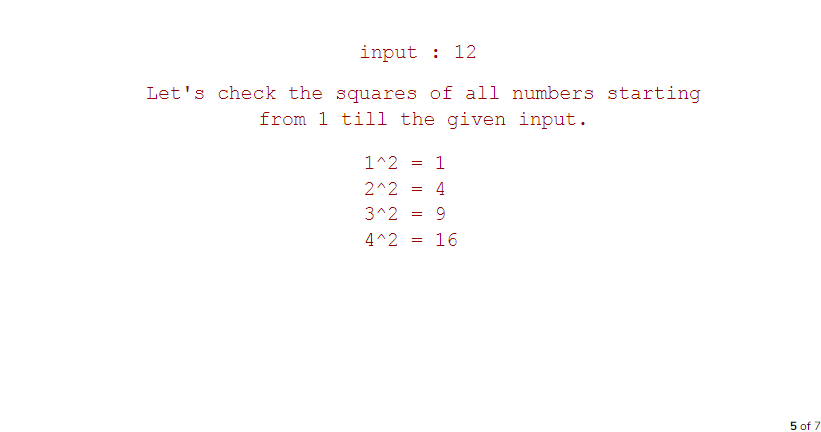 input : 12
Let's check the squares of all numbers starting
from 1 till the given input.
1^2 = 1
2^2 = 4
3^2 = 9
4^2 = 16
5 of 7